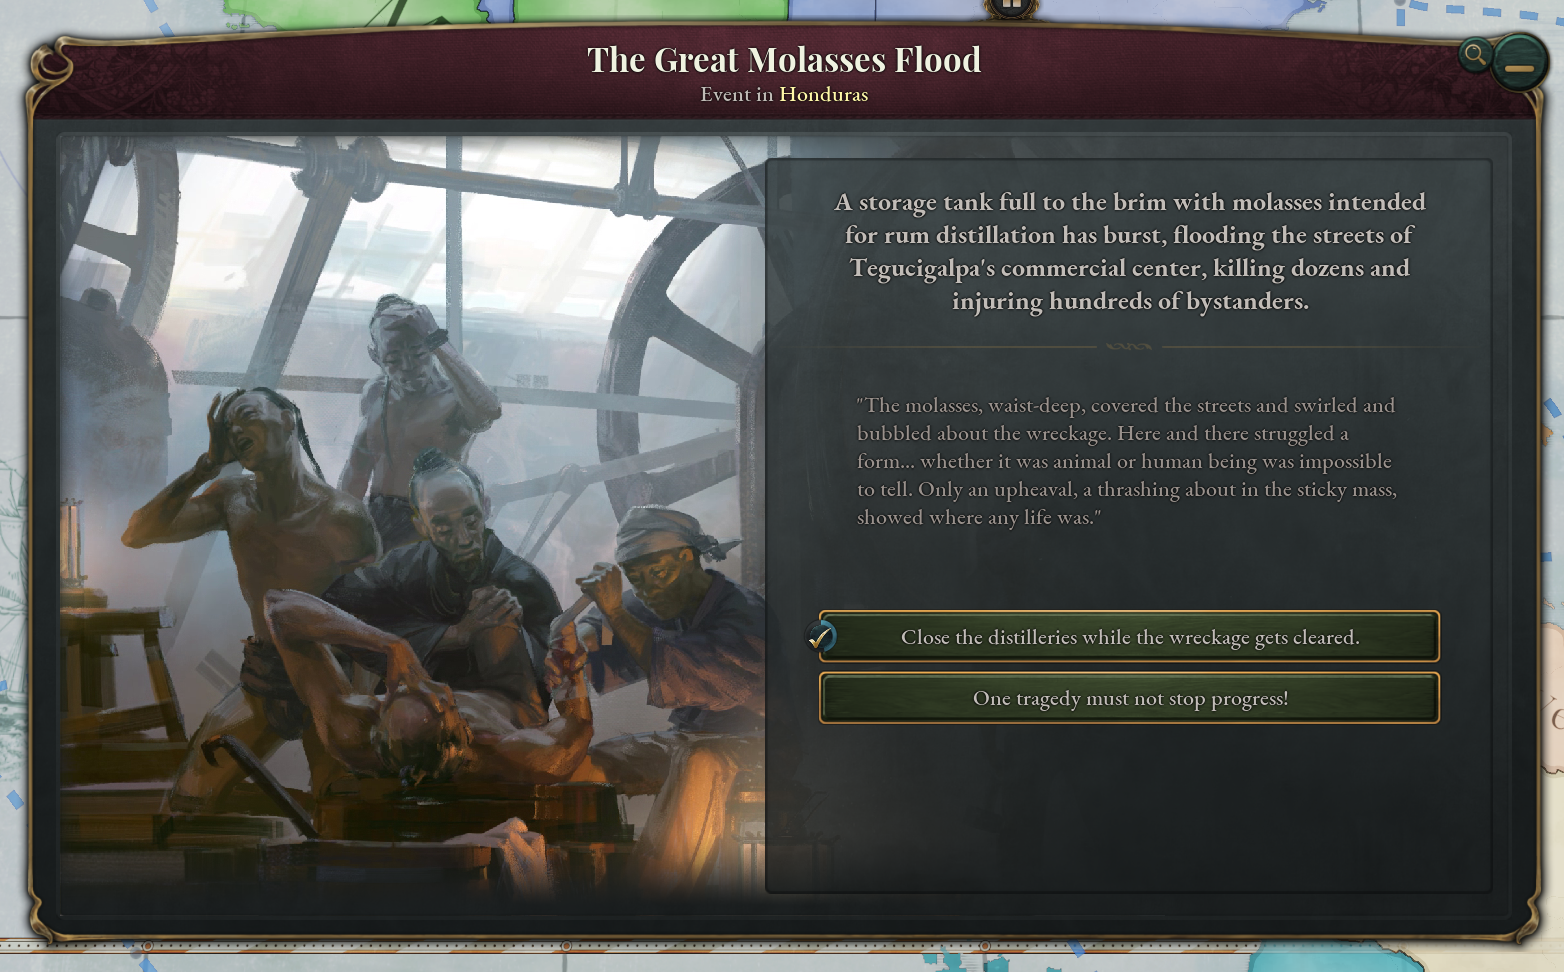 The Great Molasses Flood
Event in Honduras
A storage tank full to the brim with molasses intended
for rum distillation has burst, flooding the streets of
Tegucigalpa's commercial center, killing dozens and
injuring hundreds of bystanders.
"The molasses, waist-deep, covered the streets and swirled and
bubbled about the wreckage. Here and there struggled a
form... whether it was animal or human being was impossible
to tell. Only an upheaval, a thrashing about in the sticky mass,
showed where any life was."
Close the distilleries while the wreckage gets cleared.
One tragedy must not stop progress!